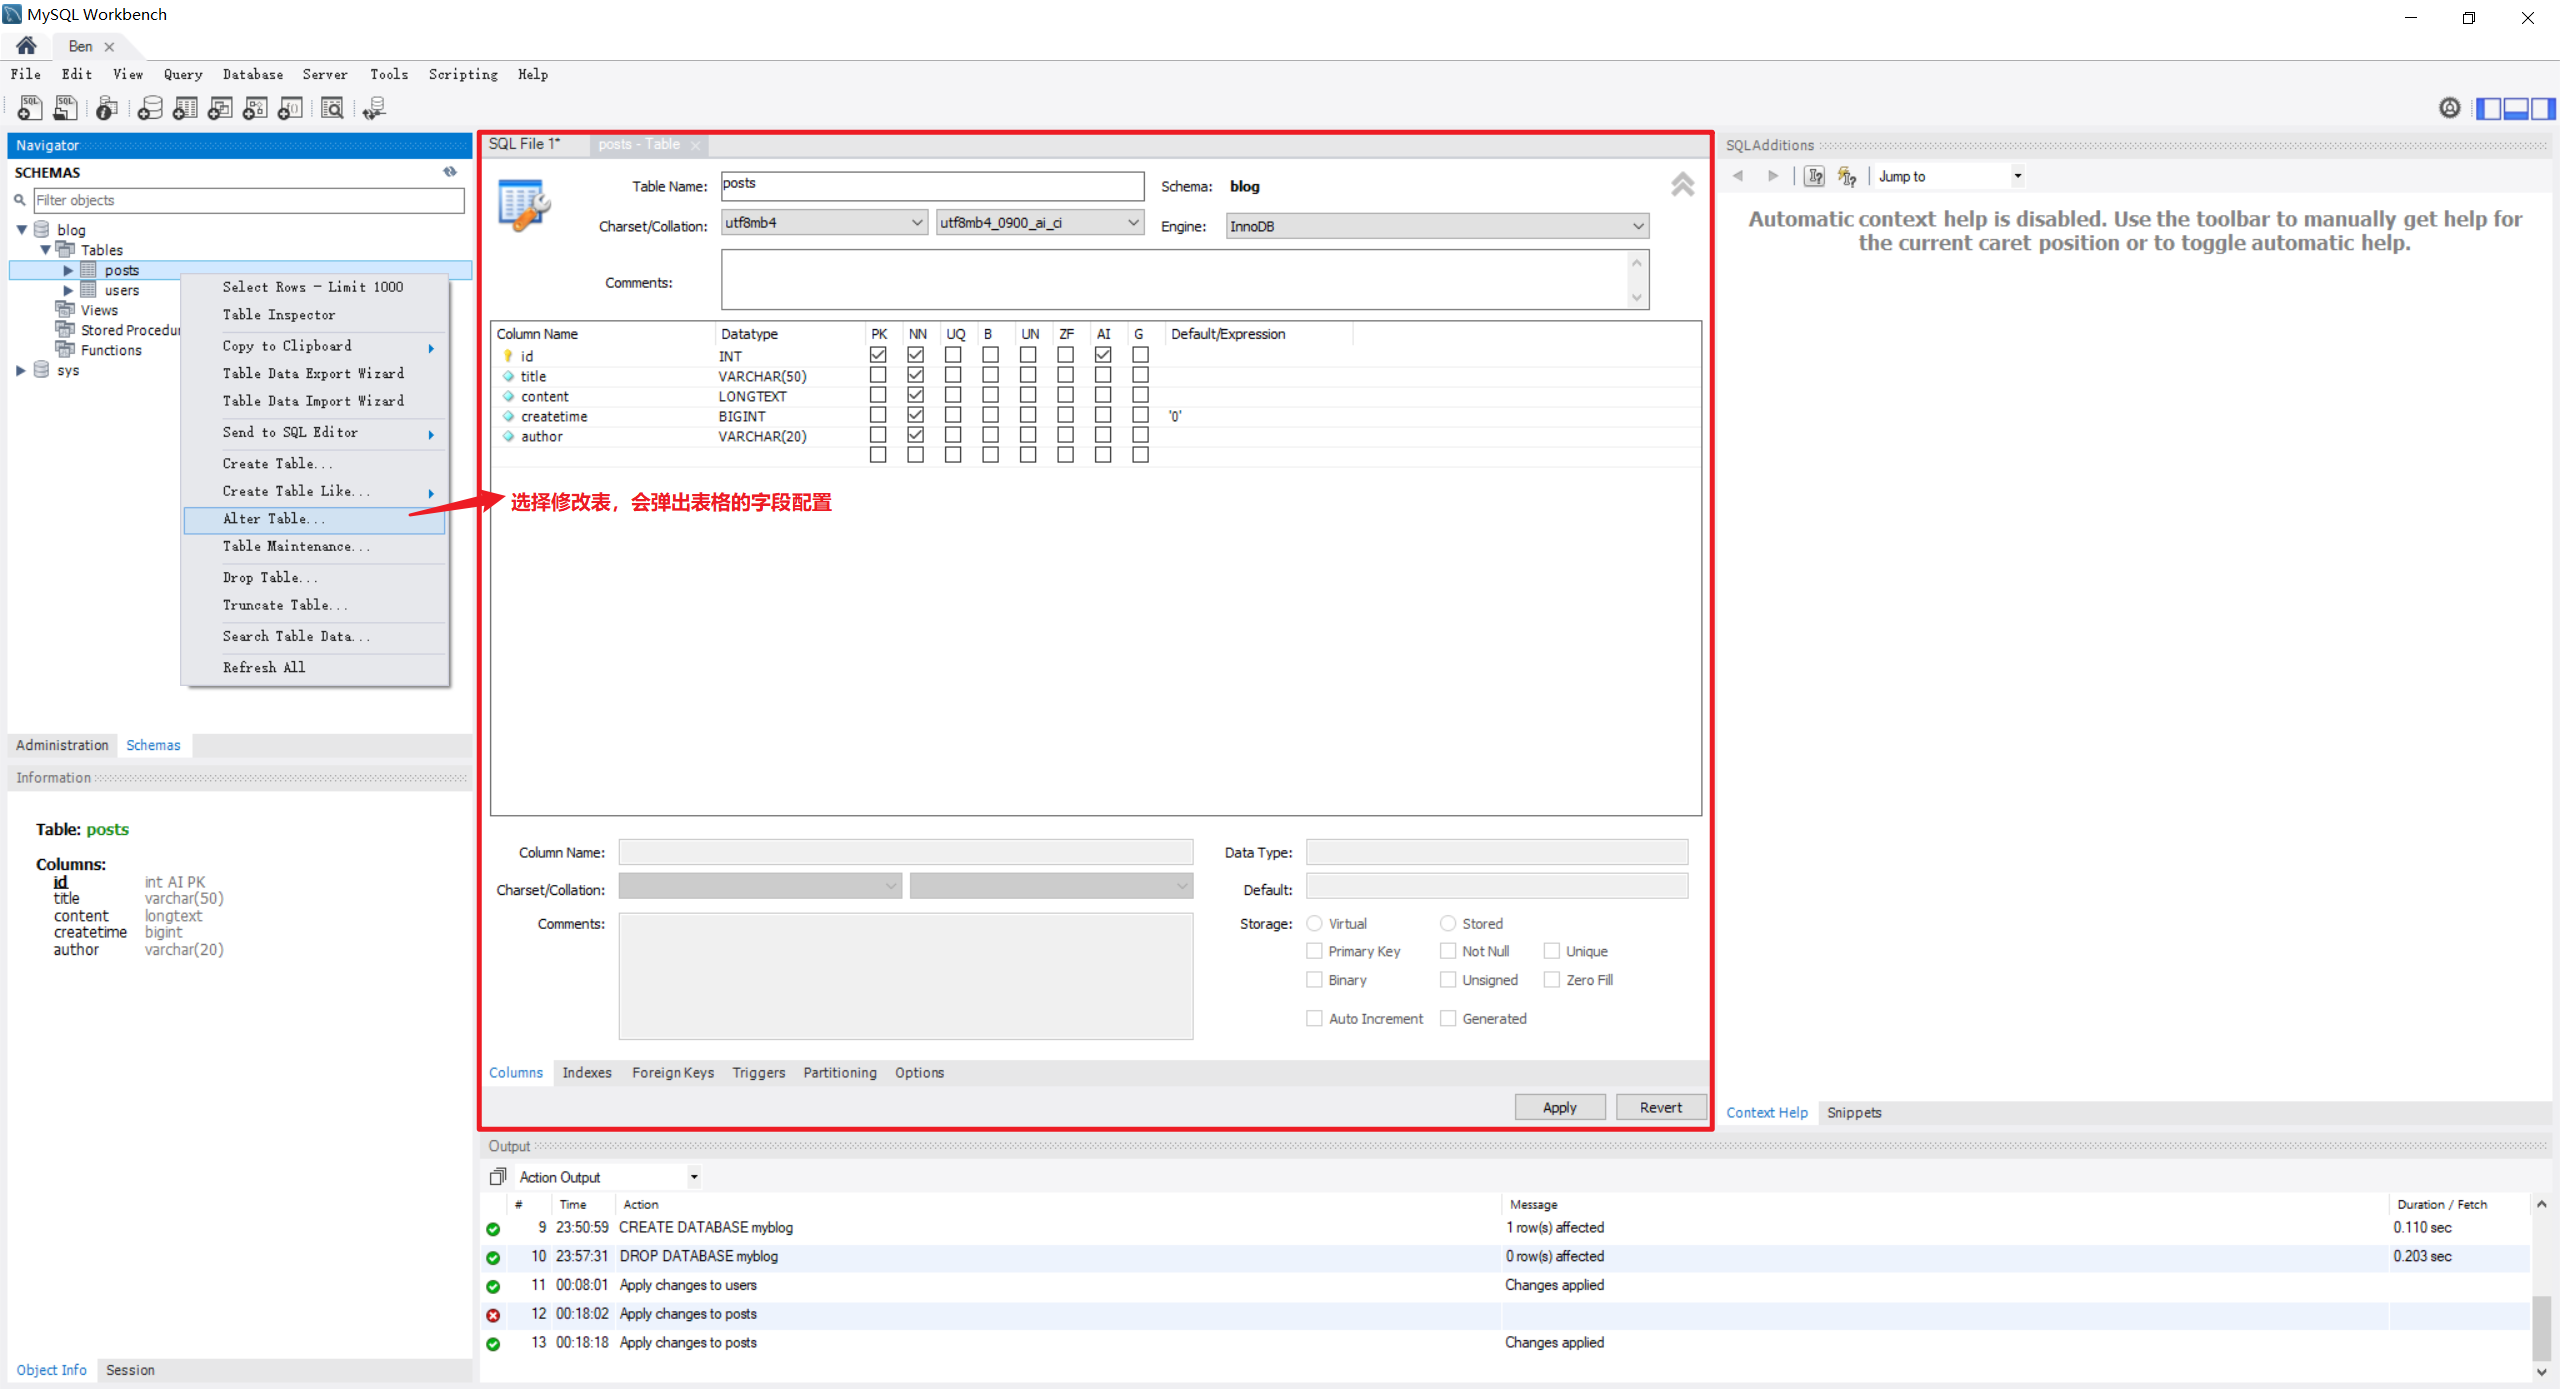 MySQL Workbench
Ben
File Edit View Query Database Server Tools Scripting Help
Navigator
SCHEMAS
Filter objects
blog
Tables
posts
users
Views
Stored Procedu
Functions
sys
Select Rows - Limit 1000
Table Inspector
Copy to Clipboard
Table Data Export Wizard
Table Data Import Wizard
Send to SQL Editor
Create Table...
Create Table Like...
Alter Table...
Table Maintenance...
Drop Table...
Truncate Table...
Search Table Data...
Refresh All
Administration Schemas
Information
Table: posts
Columns:
id int AI PK
title varchar(50)
content longtext
createtime bigint
author varchar(20)
Object Info Session
SQL File 1* posts - Table
Table Name: posts Schema: blog
Charset/Collation: utf8mb4 utf8mb4_0900_ai_ci Engine: InnoDB
Comments:
Column Name Datatype PK NN UQ B UN ZF AI G Default/Expression
id INT
title VARCHAR(50)
content LONGTEXT
createtime BIGINT '0'
author VARCHAR(20)
选择修改表，会弹出表格的字段配置
Column Name: Data Type:
Charset/Collation: Default:
Comments: Storage: Virtual Stored
Primary Key Not Null Unique
Binary Unsigned Zero Fill
Auto Increment Generated
Columns Indexes Foreign Keys Triggers Partitioning Options
Apply Revert
SQLAdditions
Jump to
Automatic context help is disabled. Use the toolbar to manually get help for
the current caret position or to toggle automatic help.
Context Help Snippets
Output
Action Output
# Time Action Message Duration / Fetch
9 23:50:59 CREATE DATABASE myblog 1 row(s) affected 0.110 sec
10 23:57:31 DROP DATABASE myblog 0 row(s) affected 0.203 sec
11 00:08:01 Apply changes to users Changes applied
12 00:18:02 Apply changes to posts
13 00:18:18 Apply changes to posts Changes applied